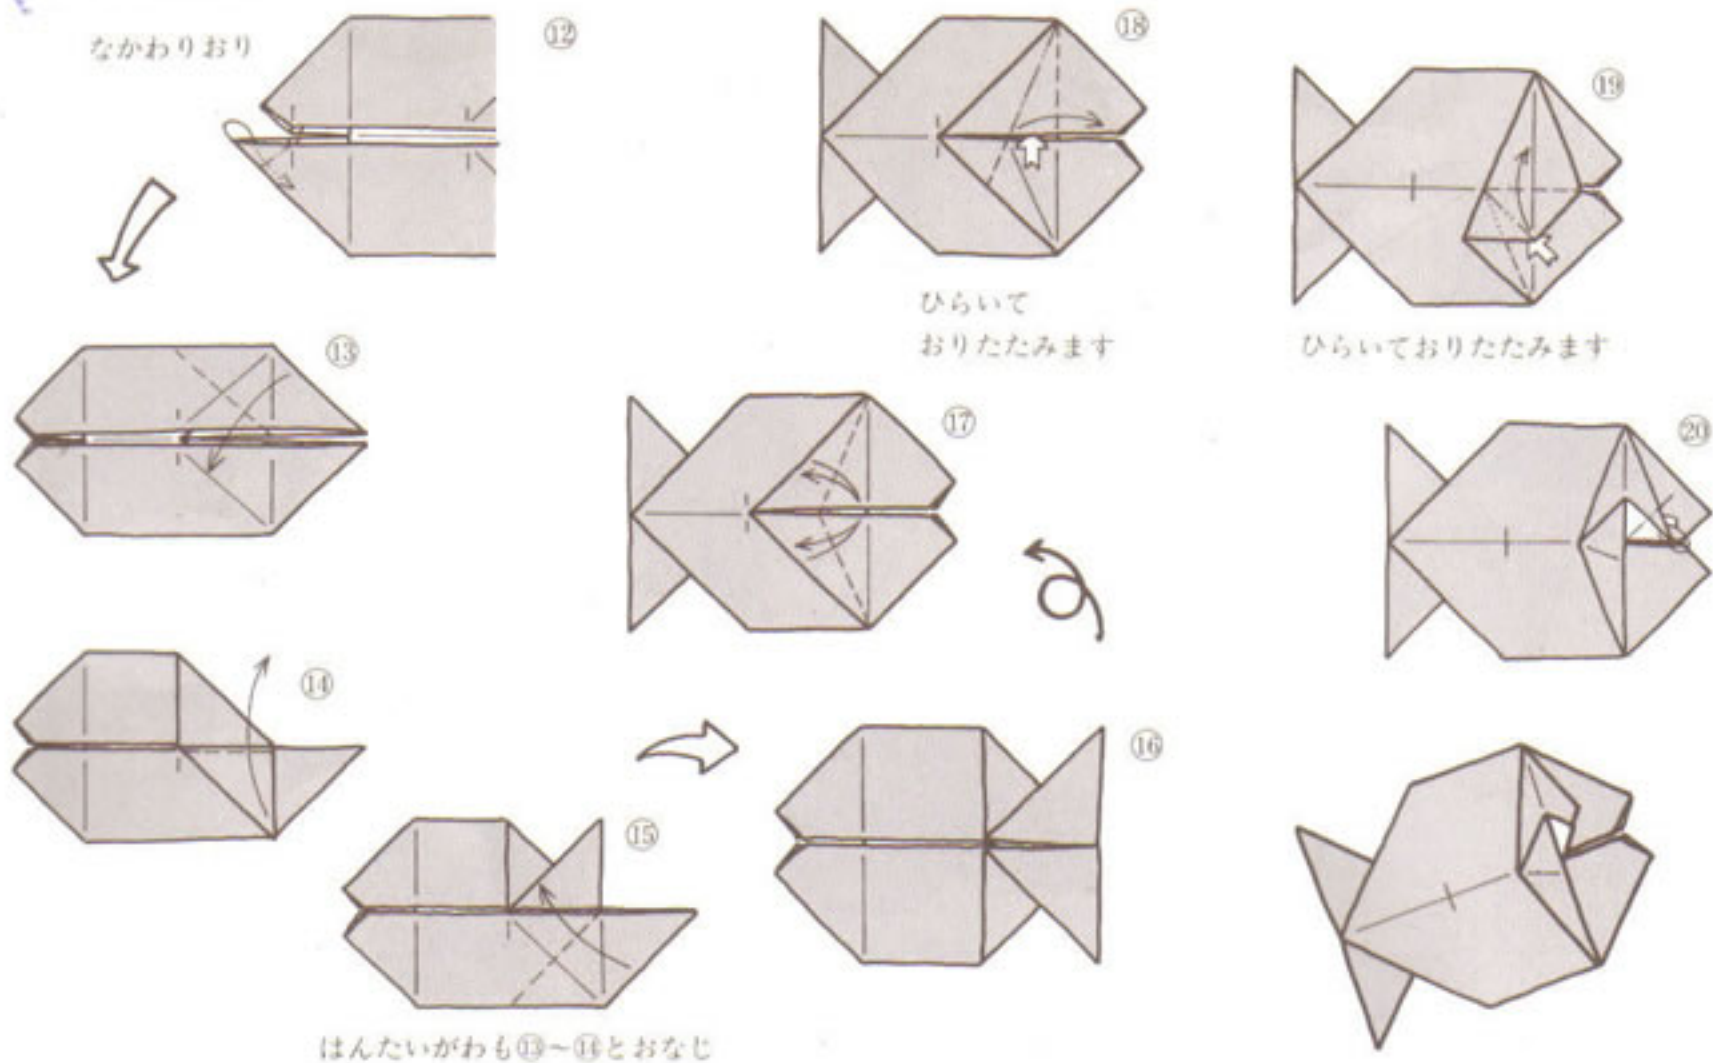 なかわりおり
⑫
⑬
⑭
⑮
はんたいがわも⑬~⑭とおなじ
⑯
⑰
⑱
ひらいて
おりたたみます
⑲
ひらいておりたたみます
⑳